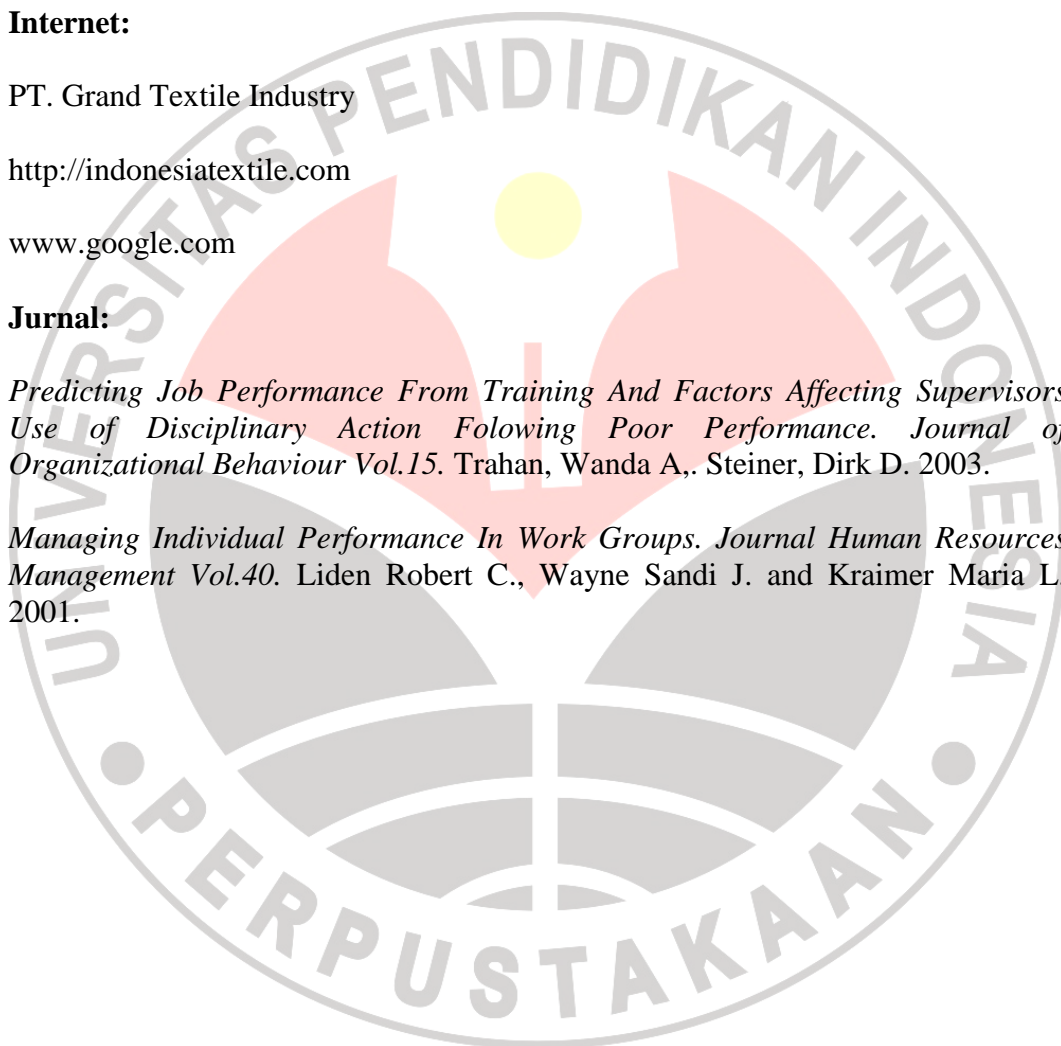 Internet:
PT. Grand Textile Industry
http://indonesiatextile.com
www.google.com
Jurnal:
Predicting Job Performance From Training And Factors Affecting Supervisors
Use of Disciplinary Action Folowing Poor Performance. Journal of
Organizational Behaviour Vol.15. Trahan, Wanda A,. Steiner, Dirk D. 2003.
Managing Individual Performance In Work Groups. Journal Human Resources
Management Vol.40. Liden Robert C., Wayne Sandi J. and Kraimer Maria L.
2001.
UNIVERSITAS PENDIDIKAN INDONESIA
PERPUSTAKAAN